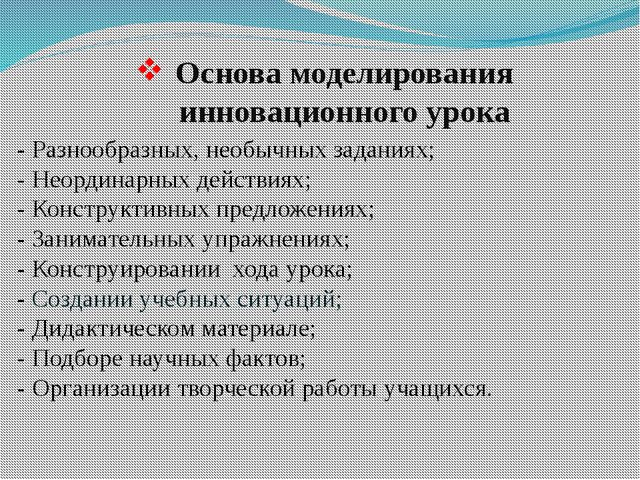 ❖ Основа моделирования
инновационного урока
- Разнообразных, необычных заданиях;
- Неординарных действиях;
- Конструктивных предложениях;
- Занимательных упражнениях;
- Конструировании хода урока;
- Создании учебных ситуаций;
- Дидактическом материале;
- Подборе научных фактов;
- Организации творческой работы учащихся.